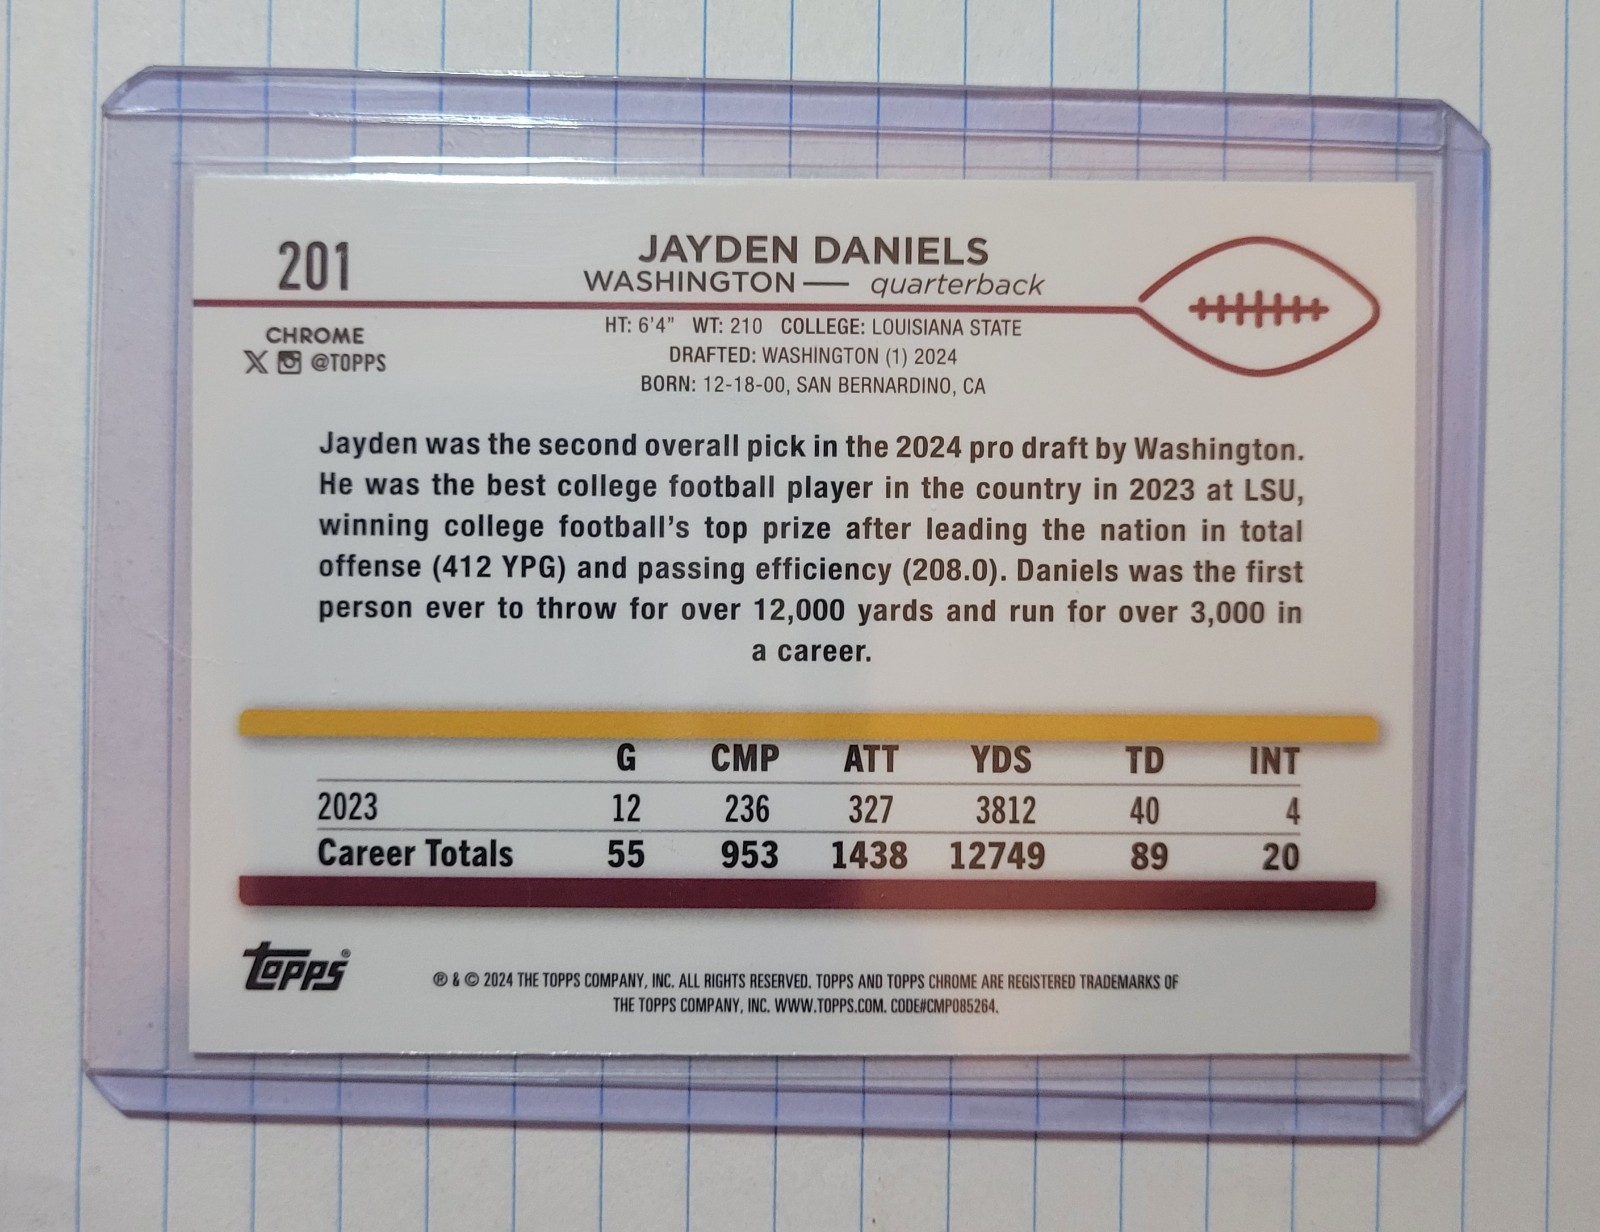 201
JAYDEN DANIELS
WASHINGTON — quarterback
CHROME
X @TOPPS
HT: 6'4" WT: 210 COLLEGE: LOUISIANA STATE
DRAFTED: WASHINGTON (1) 2024
BORN: 12-18-00, SAN BERNARDINO, CA
Jayden was the second overall pick in the 2024 pro draft by Washington.
He was the best college football player in the country in 2023 at LSU,
winning college football's top prize after leading the nation in total
offense (412 YPG) and passing efficiency (208.0). Daniels was the first
person ever to throw for over 12,000 yards and run for over 3,000 in
a career.
G CMP ATT YDS TD INT
2023 12 236 327 3812 40 4
Career Totals 55 953 1438 12749 89 20
topps®
® & © 2024 THE TOPPS COMPANY, INC. ALL RIGHTS RESERVED. TOPPS AND TOPPS CHROME ARE REGISTERED TRADEMARKS OF
THE TOPPS COMPANY, INC. WWW.TOPPS.COM. CODE#CMP085264.